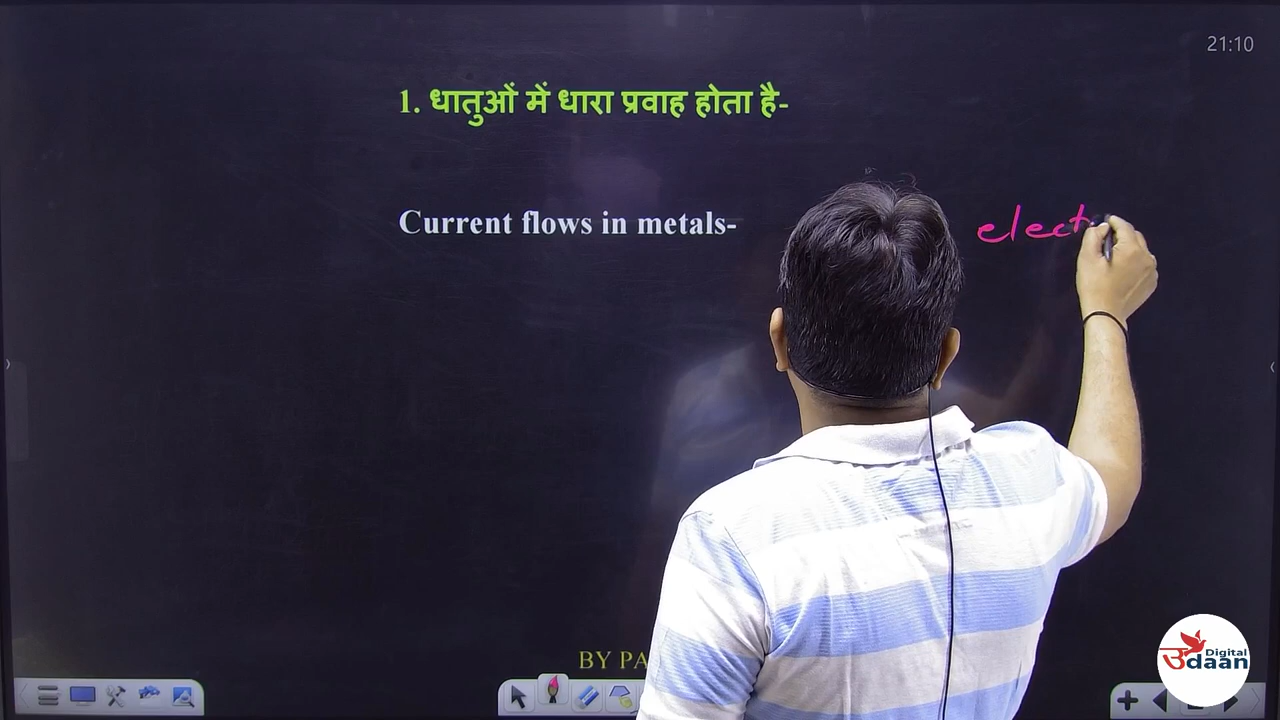 21:10
1. धातुओं में धारा प्रवाह होता है-
Current flows in metals-
elect
BY PA
Digital
उdaan